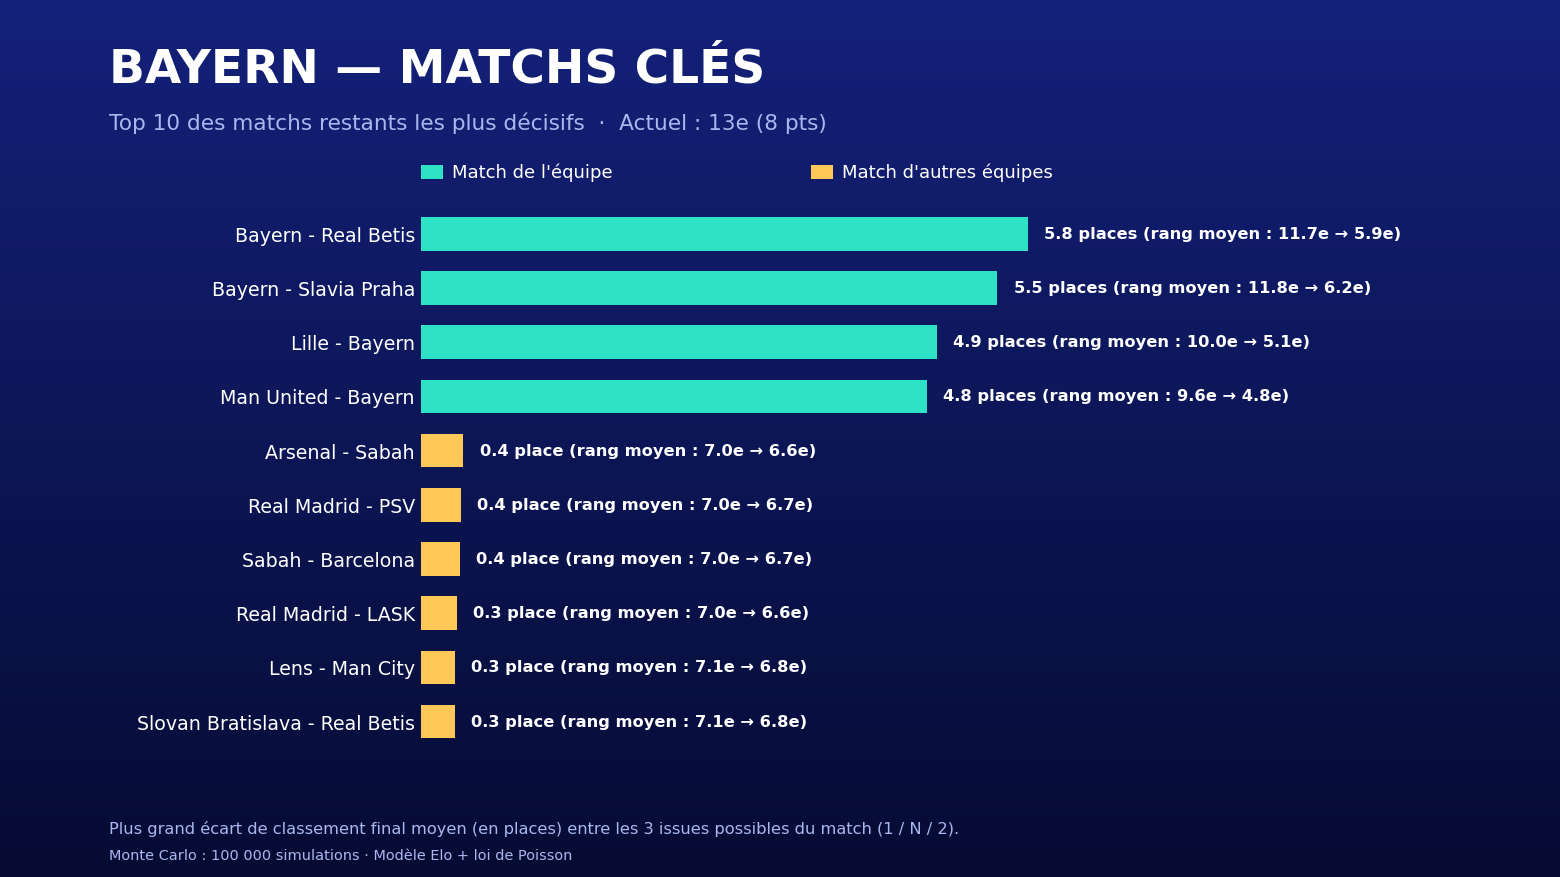 BAYERN — MATCHS CLÉS
Top 10 des matchs restants les plus décisifs · Actuel : 13e (8 pts)
Match de l'équipe
Match d'autres équipes
Bayern - Real Betis 5.8 places (rang moyen : 11.7e → 5.9e)
Bayern - Slavia Praha 5.5 places (rang moyen : 11.8e → 6.2e)
Lille - Bayern 4.9 places (rang moyen : 10.0e → 5.1e)
Man United - Bayern 4.8 places (rang moyen : 9.6e → 4.8e)
Arsenal - Sabah 0.4 place (rang moyen : 7.0e → 6.6e)
Real Madrid - PSV 0.4 place (rang moyen : 7.0e → 6.7e)
Sabah - Barcelona 0.4 place (rang moyen : 7.0e → 6.7e)
Real Madrid - LASK 0.3 place (rang moyen : 7.0e → 6.6e)
Lens - Man City 0.3 place (rang moyen : 7.1e → 6.8e)
Slovan Bratislava - Real Betis 0.3 place (rang moyen : 7.1e → 6.8e)
Plus grand écart de classement final moyen (en places) entre les 3 issues possibles du match (1 / N / 2).
Monte Carlo : 100 000 simulations · Modèle Elo + loi de Poisson